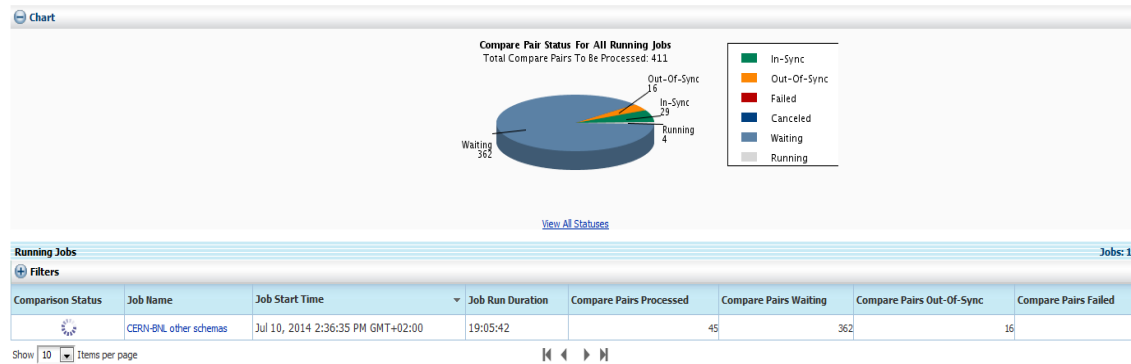 Chart
Compare Pair Status For All Running Jobs
Total Compare Pairs To Be Processed: 411
Out-Of-Sync
16
In-Sync
29
Running
4
Waiting
362
In-Sync
Out-Of-Sync
Failed
Canceled
Waiting
Running
View All Statuses
Running Jobs Jobs: 1
Filters
Comparison Status Job Name Job Start Time Job Run Duration Compare Pairs Processed Compare Pairs Waiting Compare Pairs Out-Of-Sync Compare Pairs Failed
CERN-BNL other schemas Jul 10, 2014 2:36:35 PM GMT+02:00 19:05:42 45 362 16
Show 10 Items per page